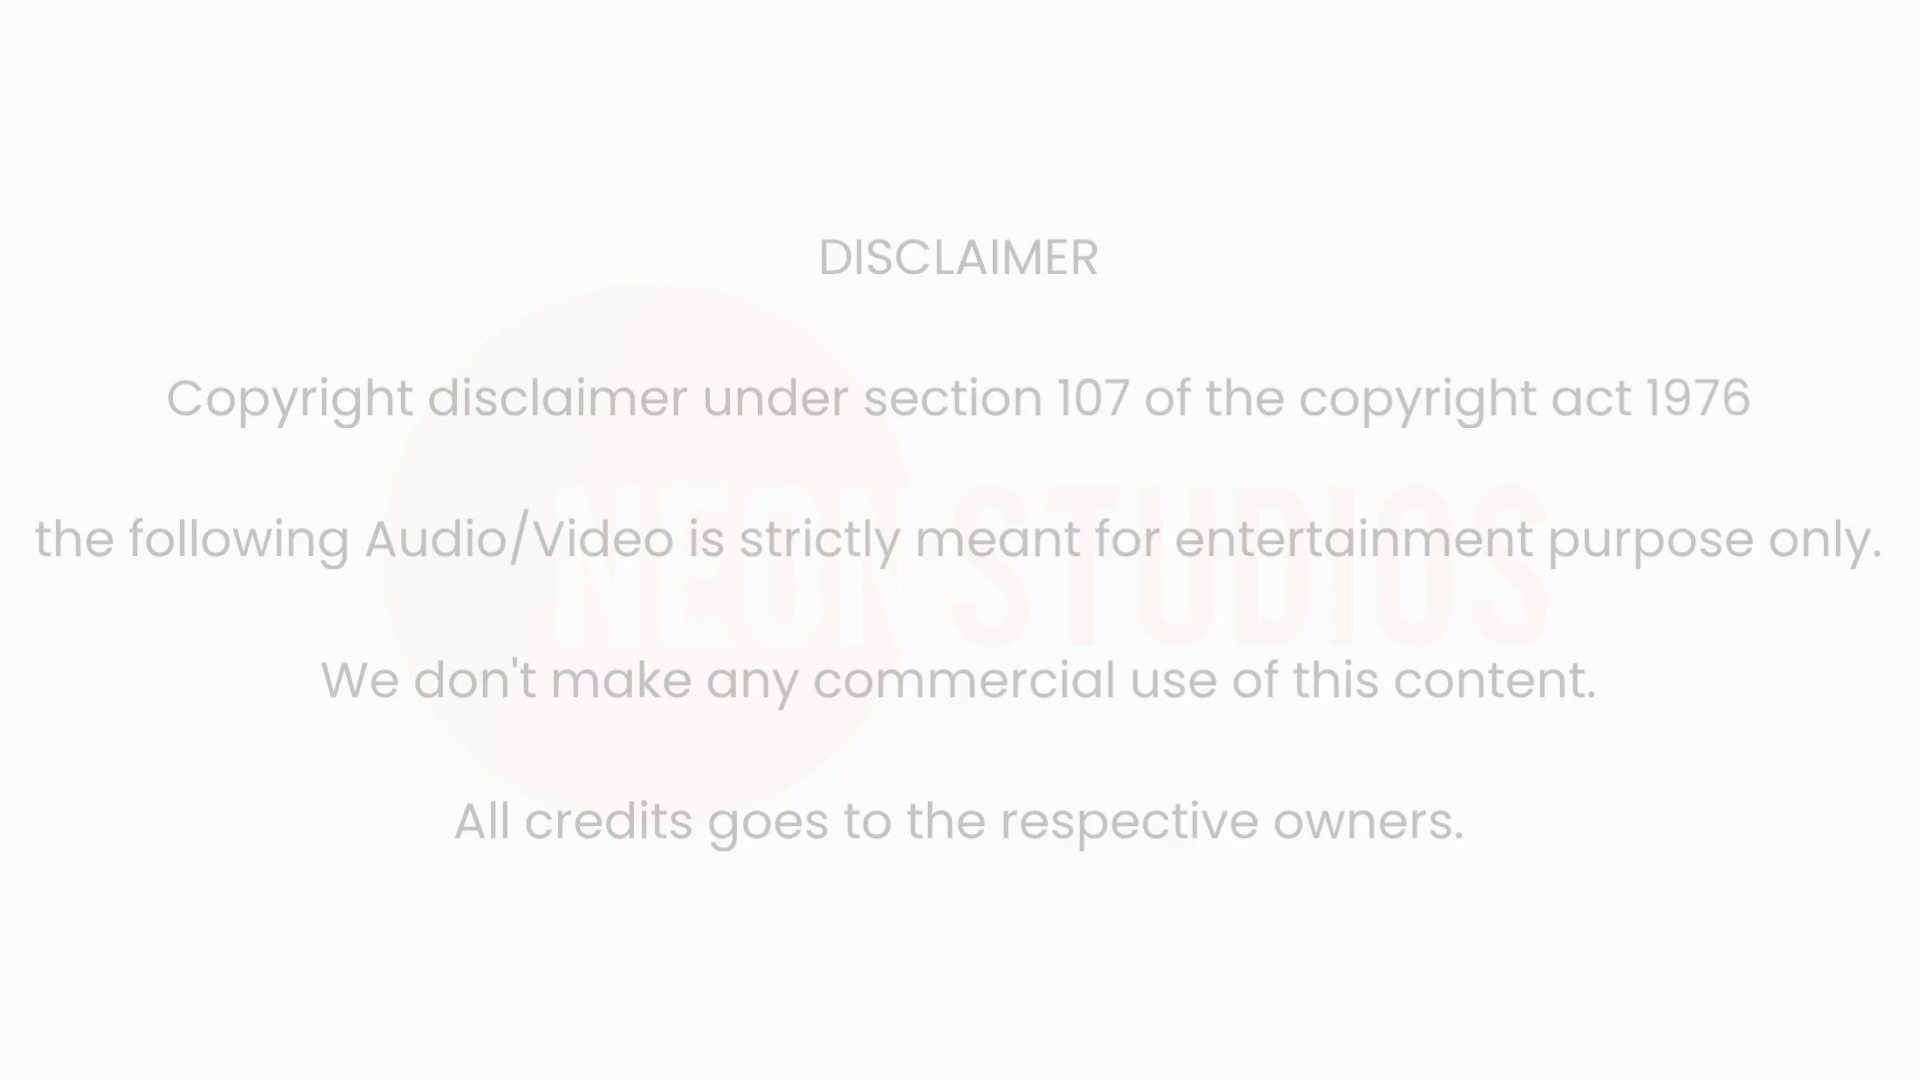 DISCLAIMER
Copyright disclaimer under section 107 of the copyright act 1976
NEON STUDIOS
the following Audio/Video is strictly meant for entertainment purpose only.
We don't make any commercial use of this content.
All credits goes to the respective owners.